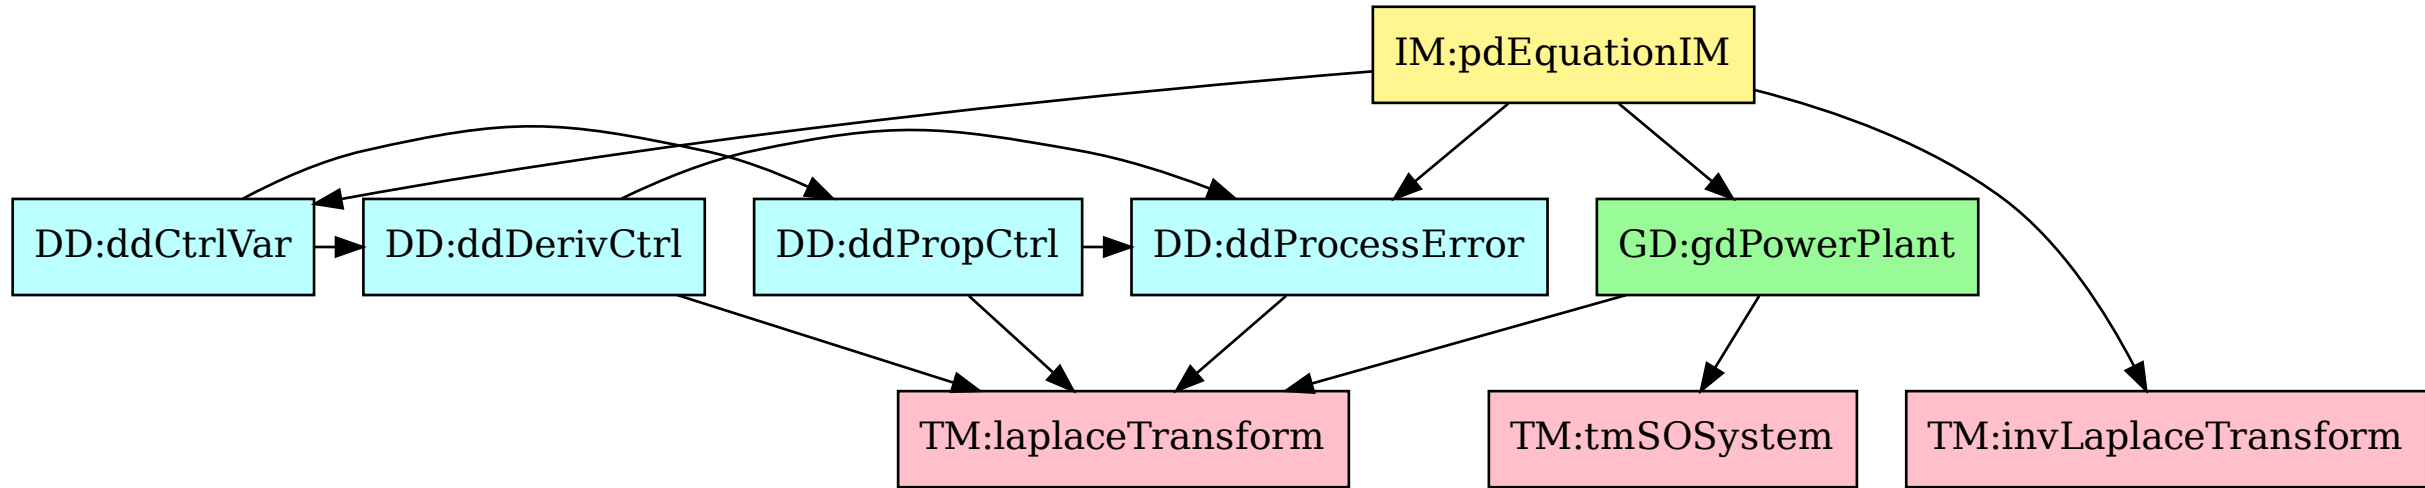 IM:pdEquationIM
DD:ddCtrlVar
DD:ddDerivCtrl
DD:ddPropCtrl
DD:ddProcessError
GD:gdPowerPlant
TM:laplaceTransform
TM:tmSOSystem
TM:invLaplaceTransform